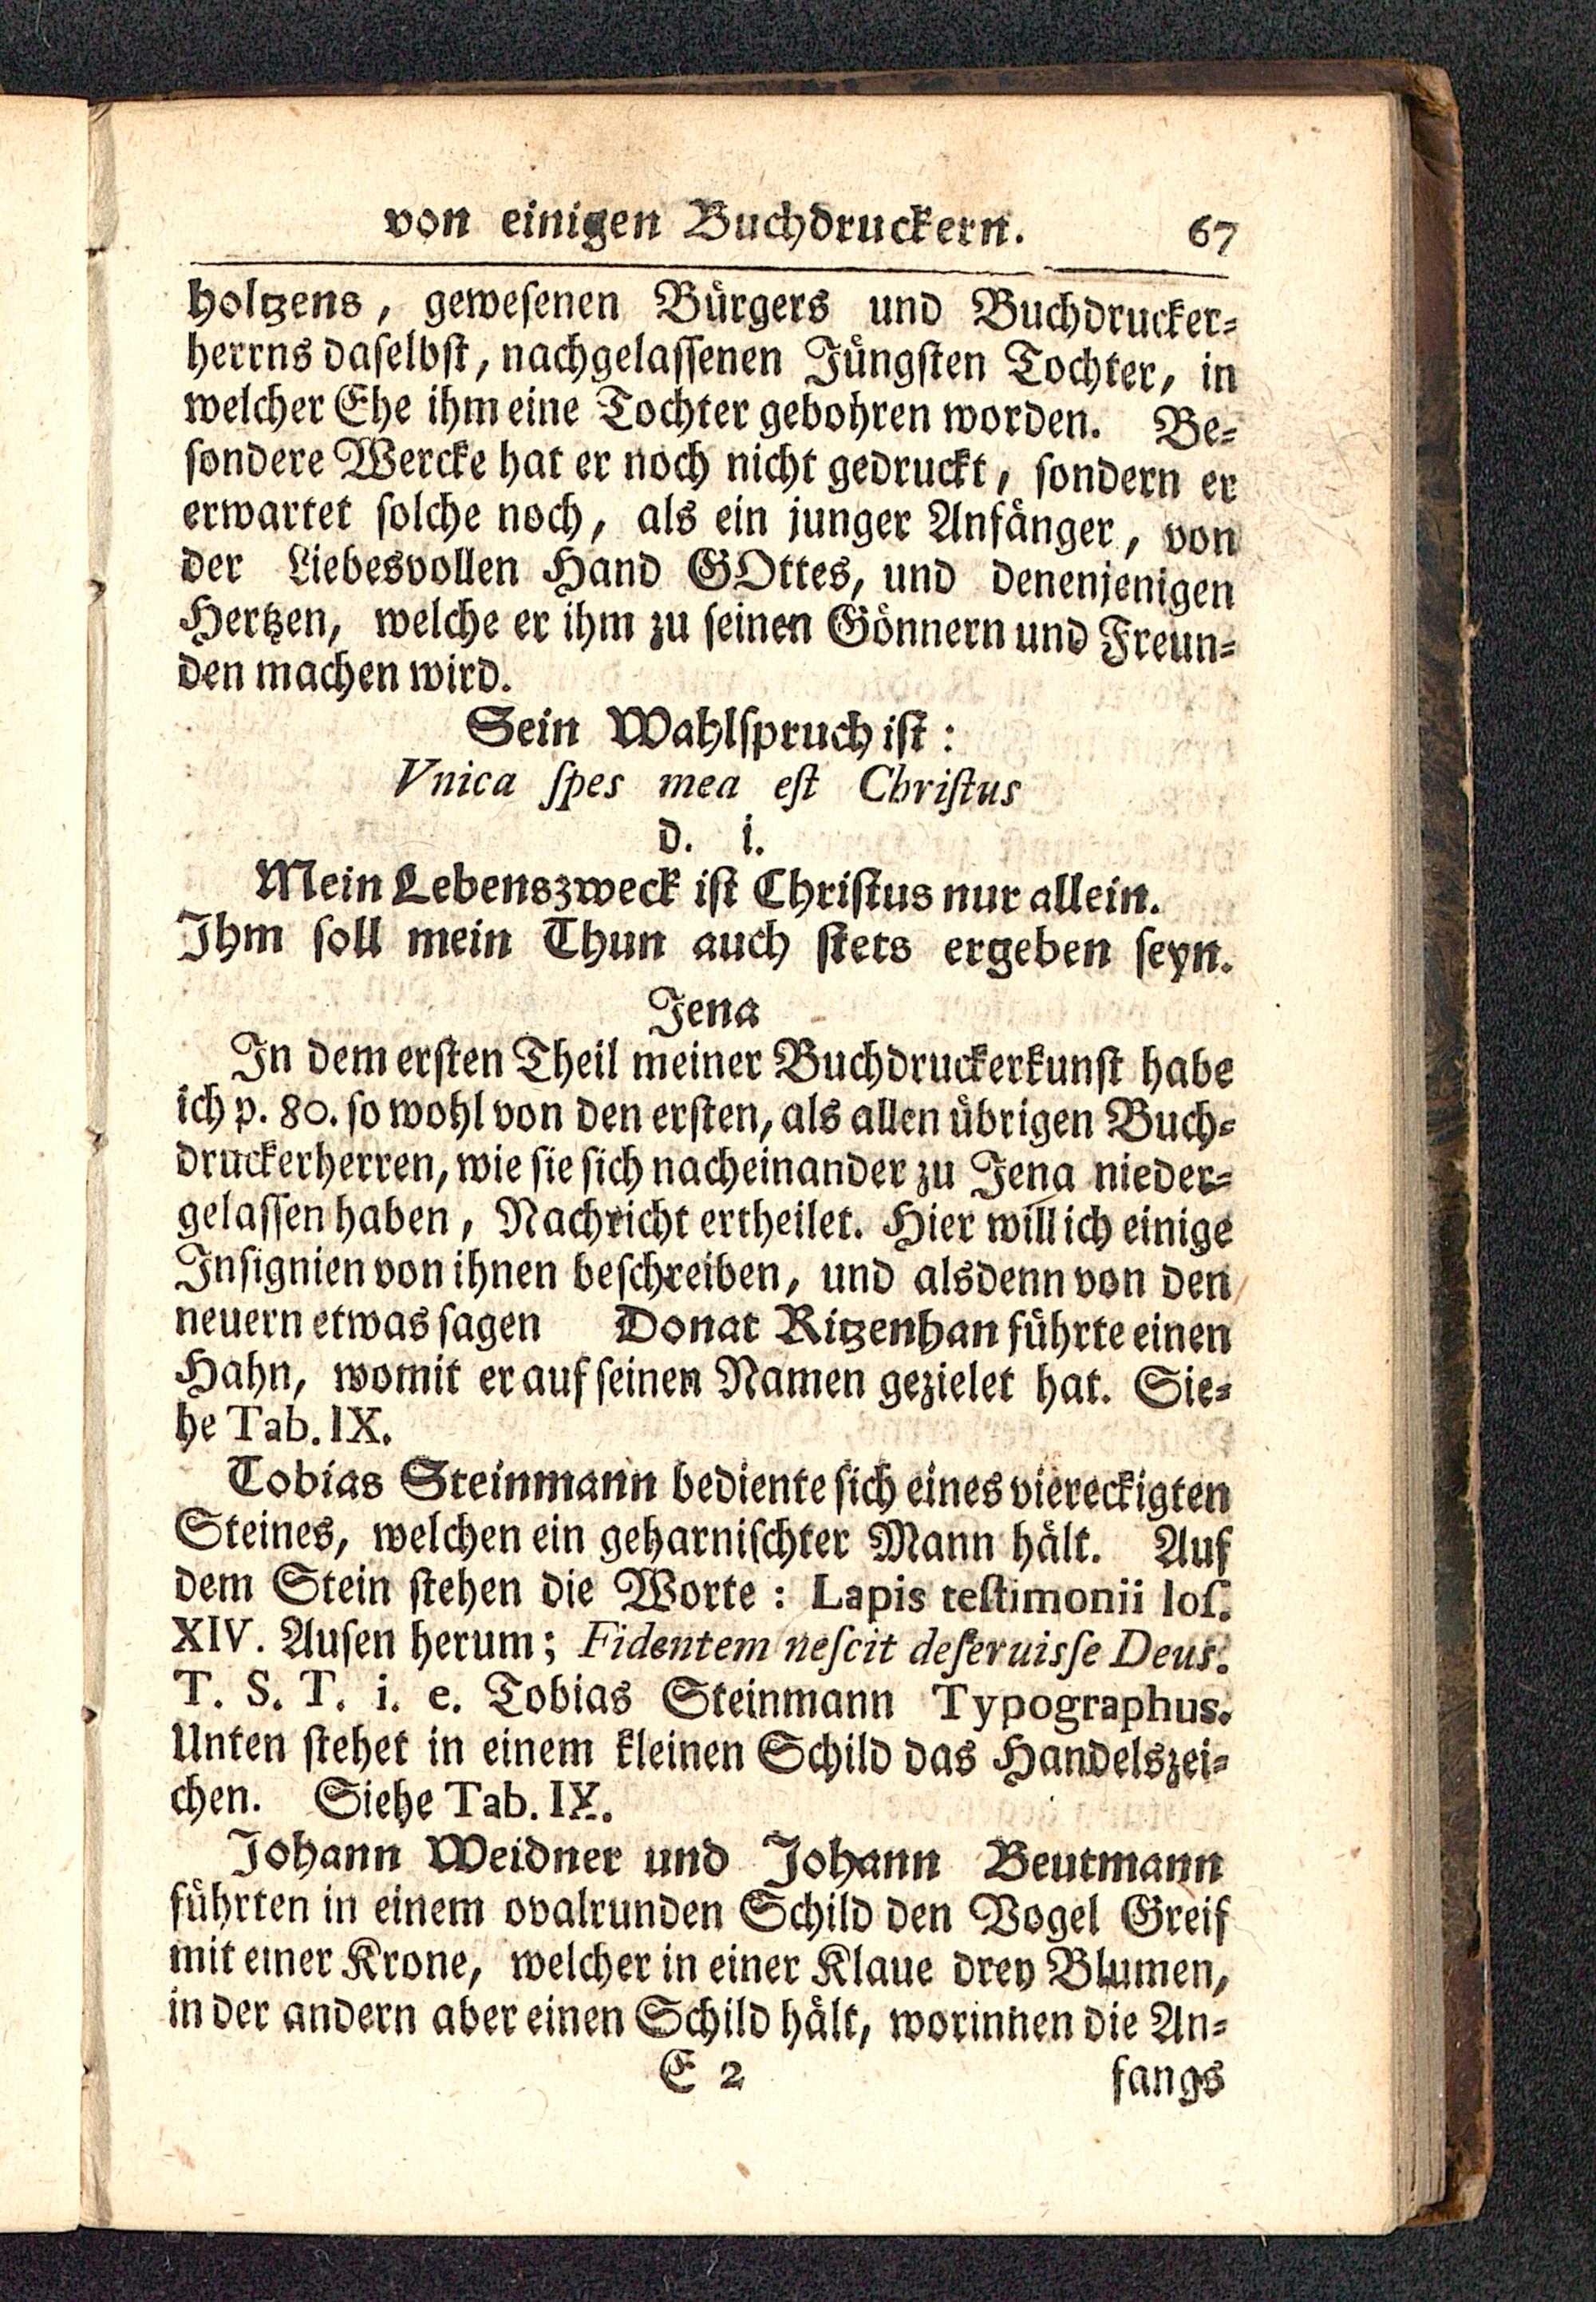 von einigen Buchdruckern. 67
holtzens, gewesenen Bürgers und Buchdrucker-
herrns daselbst, nachgelassenen Jüngsten Tochter, in
welcher Ehe ihm eine Tochter gebohren worden. Be-
sondere Wercke hat er noch nicht gedruckt, sondern er
erwartet solche noch, als ein junger Anfänger, von
der Liebesvollen Hand GOttes, und denenjenigen
Hertzen, welche er ihm zu seinen Gönnern und Freun-
den machen wird.
Sein Wahlspruch ist:
Vnica spes mea est Christus
d. i.
Mein Lebenszweck ist Christus nur allein.
Ihm soll mein Thun auch stets ergeben seyn.
Jena
In dem ersten Theil meiner Buchdruckerkunst habe
ich p. 80. so wohl von den ersten, als allen übrigen Buch-
druckerherren, wie sie sich nacheinander zu Jena nieder-
gelassen haben, Nachricht ertheilet. Hier will ich einige
Insignien von ihnen beschreiben, und alsdenn von den
neuern etwas sagen Donat Ritzenhan führte einen
Hahn, womit er auf seinen Namen gezielet hat. Sie-
he Tab. IX.
Tobias Steinmann bediente sich eines viereckigten
Steines, welchen ein geharnischter Mann hält. Auf
dem Stein stehen die Worte: Lapis testimonii Ios.
XIV. Ausen herum; Fidentem nescit deseruisse Deus.
T. S. T. i. e. Tobias Steinmann Typographus.
Unten stehet in einem kleinen Schild das Handelszei-
chen. Siehe Tab. IX.
Johann Weidner und Johann Beutmann
führten in einem ovalrunden Schild den Vogel Greif
mit einer Krone, welcher in einer Klaue drey Blumen,
in der andern aber einen Schild hält, worinnen die An-
E 2 fangs